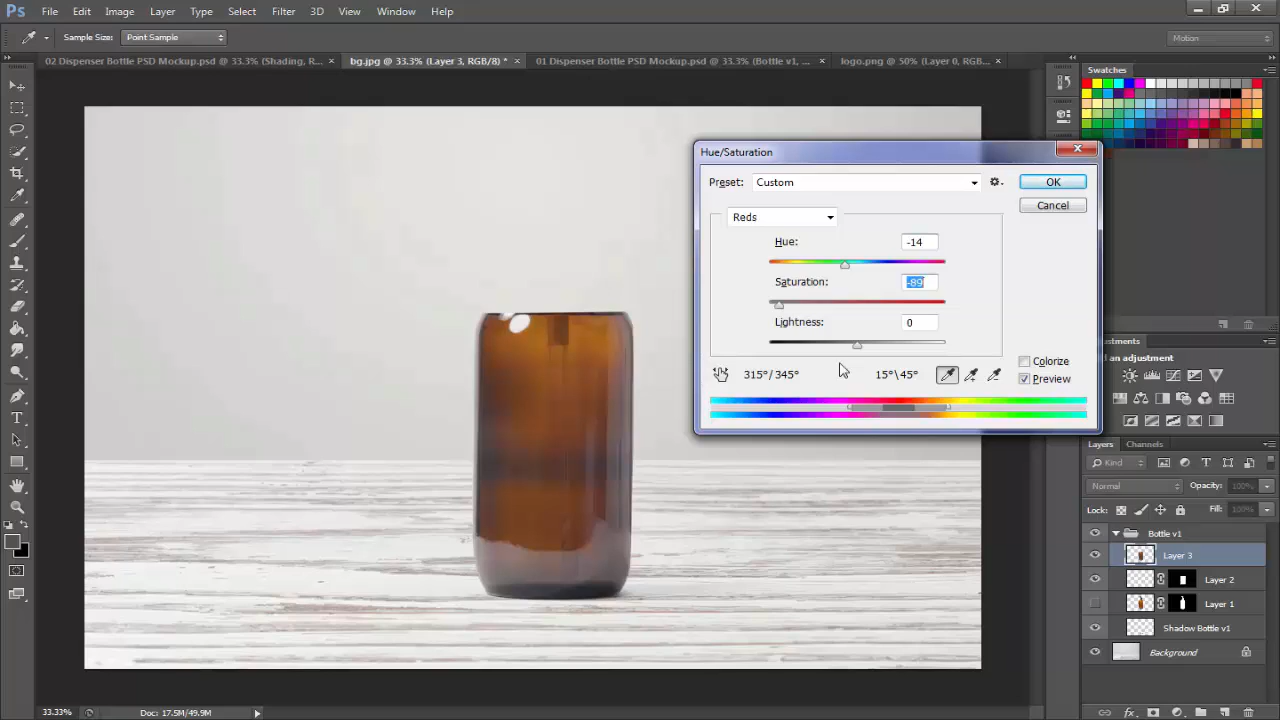 Ps File Edit Image Layer Type Select Filter 3D View Window Help
Sample Size: Point Sample Motion
02 Dispenser Bottle PSD Mockup.psd @ 33.3% (Shading, R... × bg.jpg @ 33.3% (Layer 3, RGB/8) * × 01 Dispenser Bottle PSD Mockup.psd @ 33.3% (Bottle v1, ... × logo.png @ 50% (Layer 0, RGB... ×
Swatches
Hue/Saturation
Preset: Custom OK
Cancel
Reds
Hue: -14
Saturation: -89
Lightness: 0
315°/ 345° 15°\45°
Colorize
Preview
justments
an adjustment
Layers Channels
Kind
Normal Opacity: 100%
Lock: Fill: 100%
Bottle v1
Layer 3
Layer 2
Layer 1
Shadow Bottle v1
Background
33.33% Doc: 17.5M/49.9M
fx